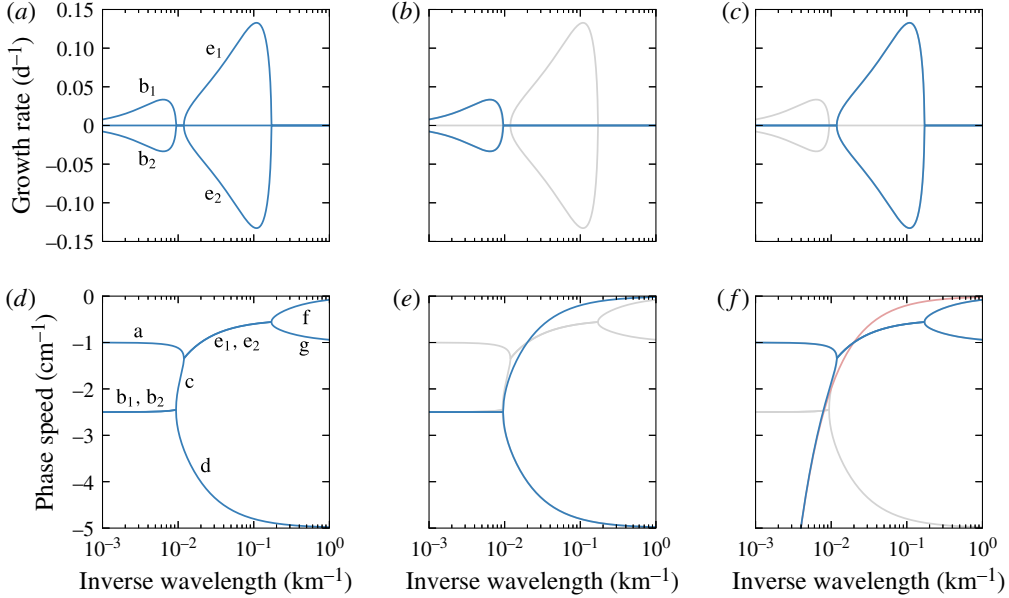 (a)
(b)
(c)
Growth rate (d⁻¹)
0.15
0.10
0.05
0
−0.05
−0.10
−0.15
b₁
b₂
e₁
e₂
(d)
(e)
(f)
Phase speed (cm⁻¹)
0
−1
−2
−3
−4
−5
a
b₁, b₂
c
d
e₁, e₂
f
g
10⁻³ 10⁻² 10⁻¹ 10⁰
10⁻³ 10⁻² 10⁻¹ 10⁰
10⁻³ 10⁻² 10⁻¹ 10⁰
Inverse wavelength (km⁻¹)
Inverse wavelength (km⁻¹)
Inverse wavelength (km⁻¹)